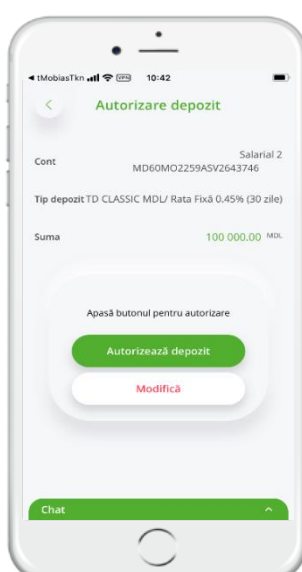 tMobiasTkn VPN 10:42
Autorizare depozit
Cont Salarial 2
MD60MO2259ASV2643746
Tip depozit TD CLASSIC MDL/ Rata Fixă 0.45% (30 zile)
Suma 100 000.00 MDL
Apasă butonul pentru autorizare
Autorizează depozit
Modifică
Chat